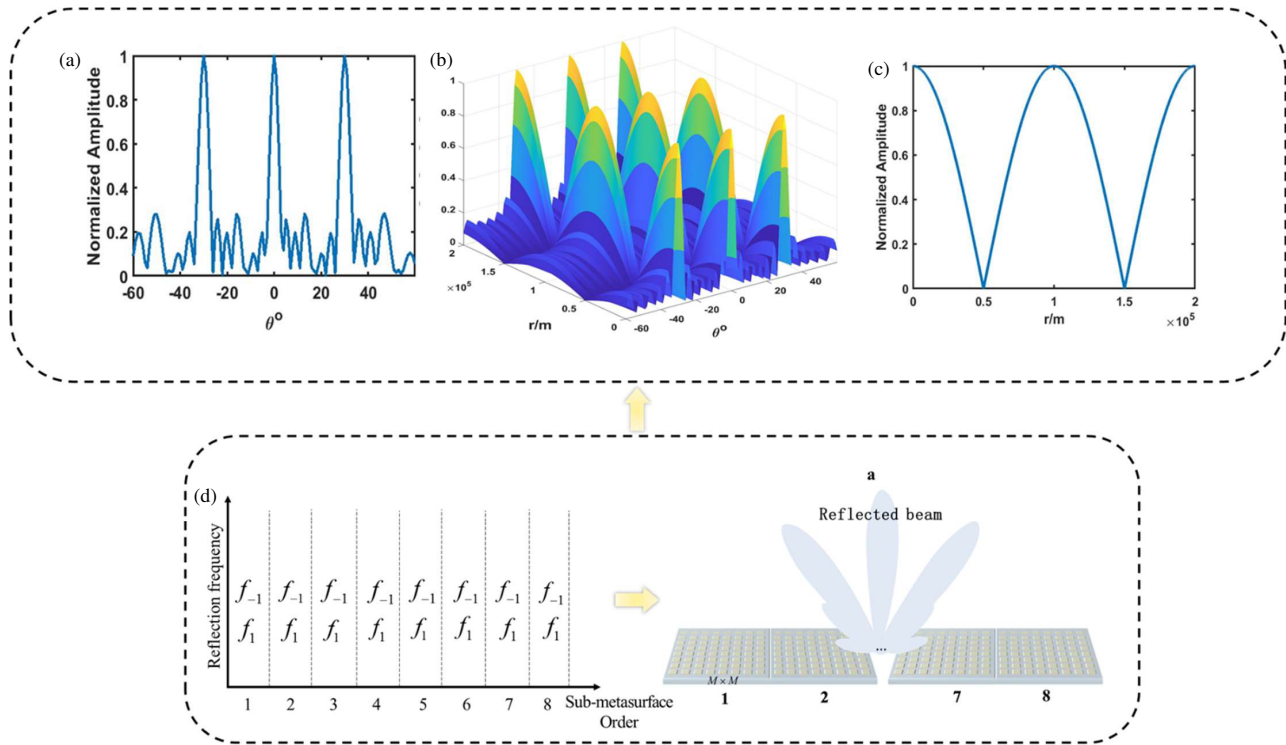 (a)
Normalized Amplitude
1
0.8
0.6
0.4
0.2
0
-60 -40 -20 0 20 40
θ°
(b)
1
0.8
0.6
0.4
0.2
0
2
1.5
1
0.5
0
×10⁵
r/m
-60 -40 -20 0 20 40
θ°
(c)
Normalized Amplitude
1
0.8
0.6
0.4
0.2
0
0 0.5 1 1.5 2
×10⁵
r/m
(d)
Reflection frequency
f₋₁ f₋₁ f₋₁ f₋₁ f₋₁ f₋₁ f₋₁ f₋₁
f₁ f₁ f₁ f₁ f₁ f₁ f₁ f₁
1 2 3 4 5 6 7 8
Sub-metasurface
Order
a
Reflected beam
...
M × M
1 2 7 8